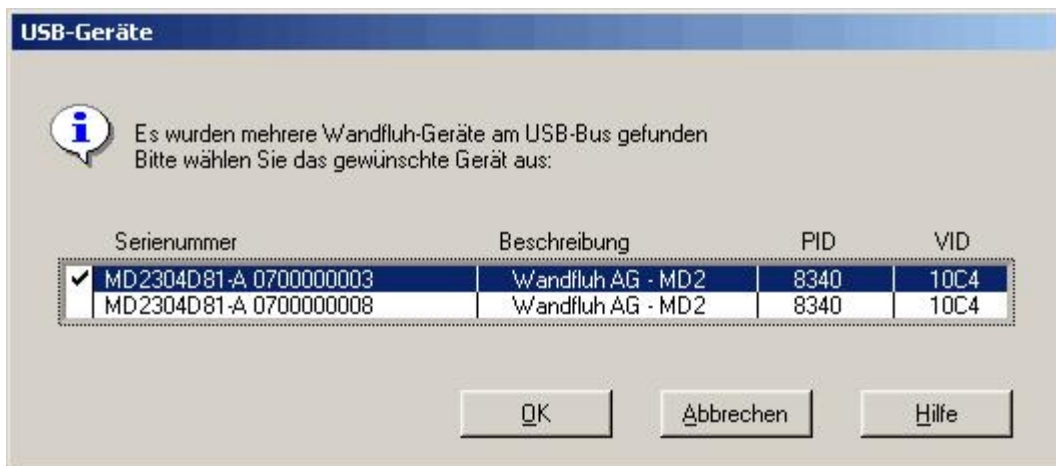 USB-Geräte
Es wurden mehrere Wandfluh-Geräte am USB-Bus gefunden
Bitte wählen Sie das gewünschte Gerät aus:
Serienummer Beschreibung PID VID
MD2304D81-A 0700000003 Wandfluh AG - MD2 8340 10C4
MD2304D81-A 0700000008 Wandfluh AG - MD2 8340 10C4
OK Abbrechen Hilfe